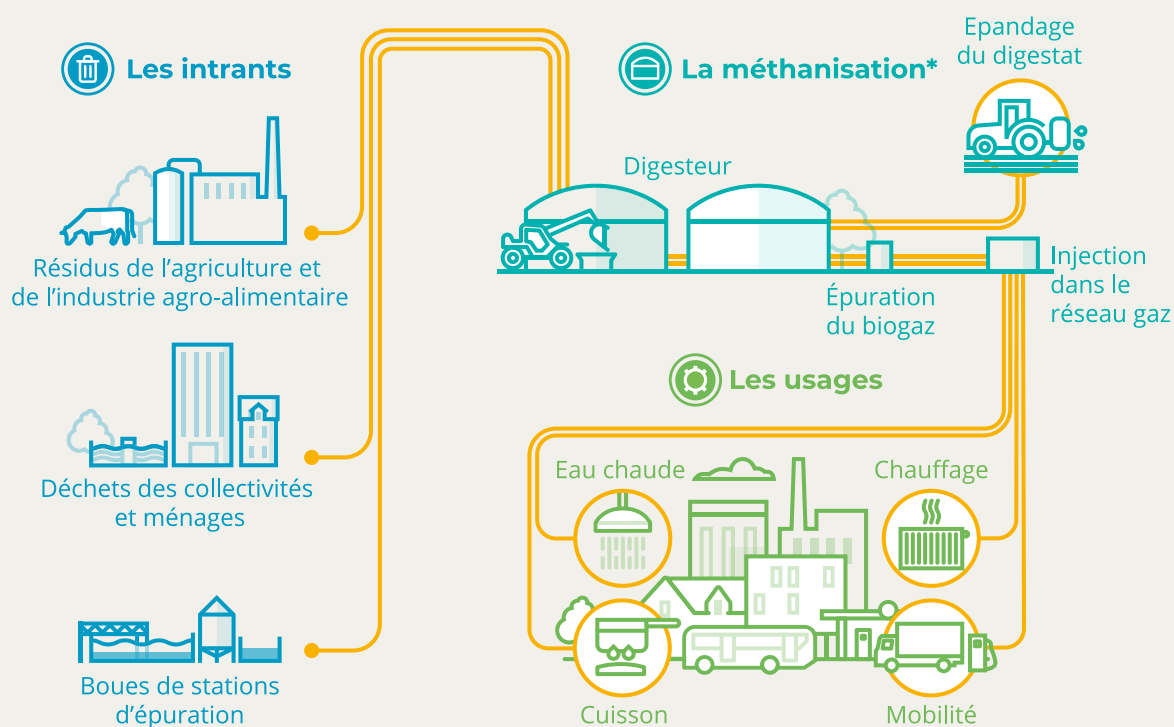 Les intrants
Résidus de l’agriculture et
de l’industrie agro-alimentaire
Déchets des collectivités
et ménages
Boues de stations
d’épuration
La méthanisation*
Epandage
du digestat
Digesteur
Épuration
du biogaz
Injection
dans le
réseau gaz
Les usages
Eau chaude
Chauffage
Cuisson
Mobilité